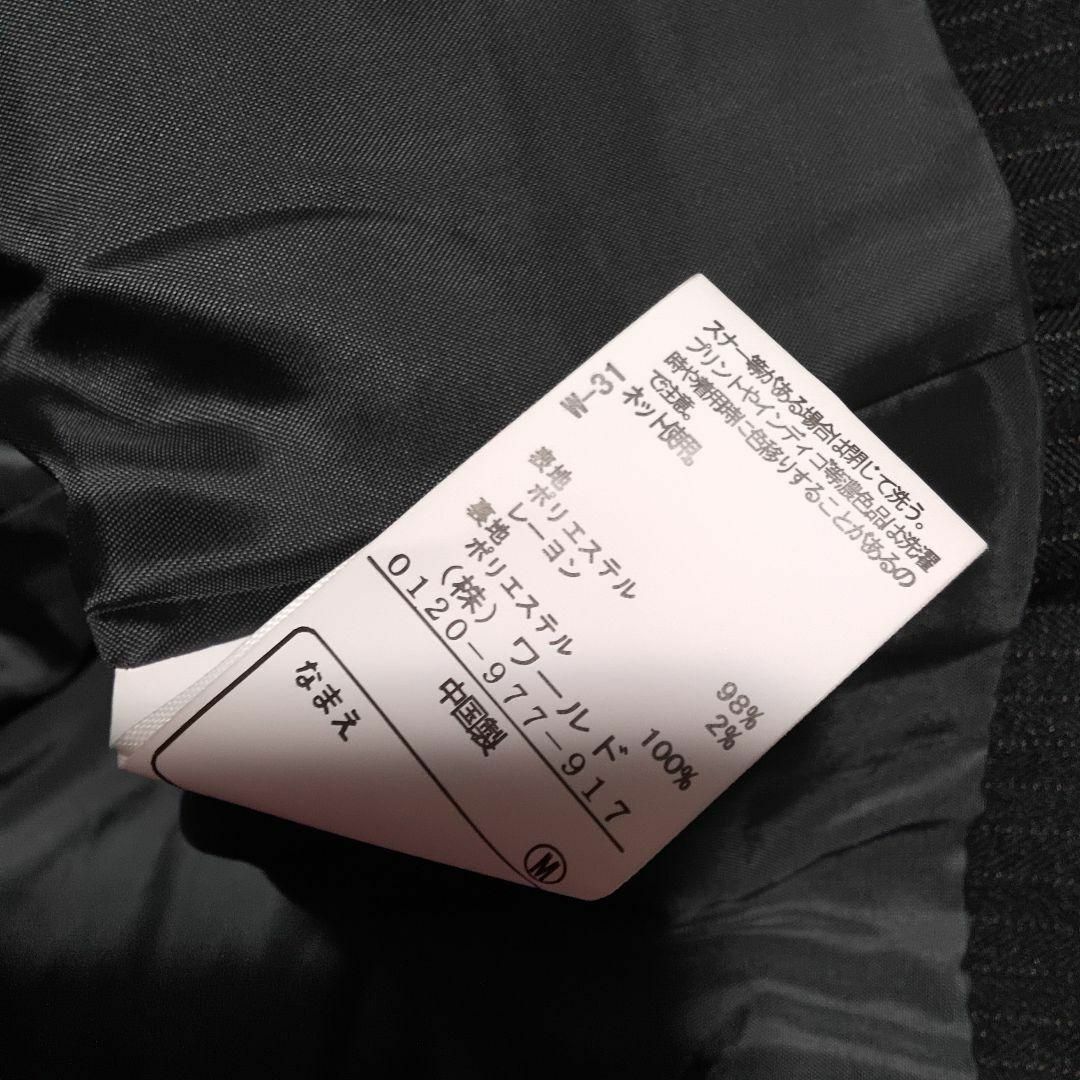 スナー等がある場合は閉じて洗う。
プリントやインディゴ等濃色品は洗濯
時や着用時に色移りすることがあるの
で注意。
ネット使用。
W-31
表地
ポリエステル 98%
レーヨン 2%
裏地
ポリエステル 100%
(株)ワールド
0120-977-917
中国製
なまえ
M